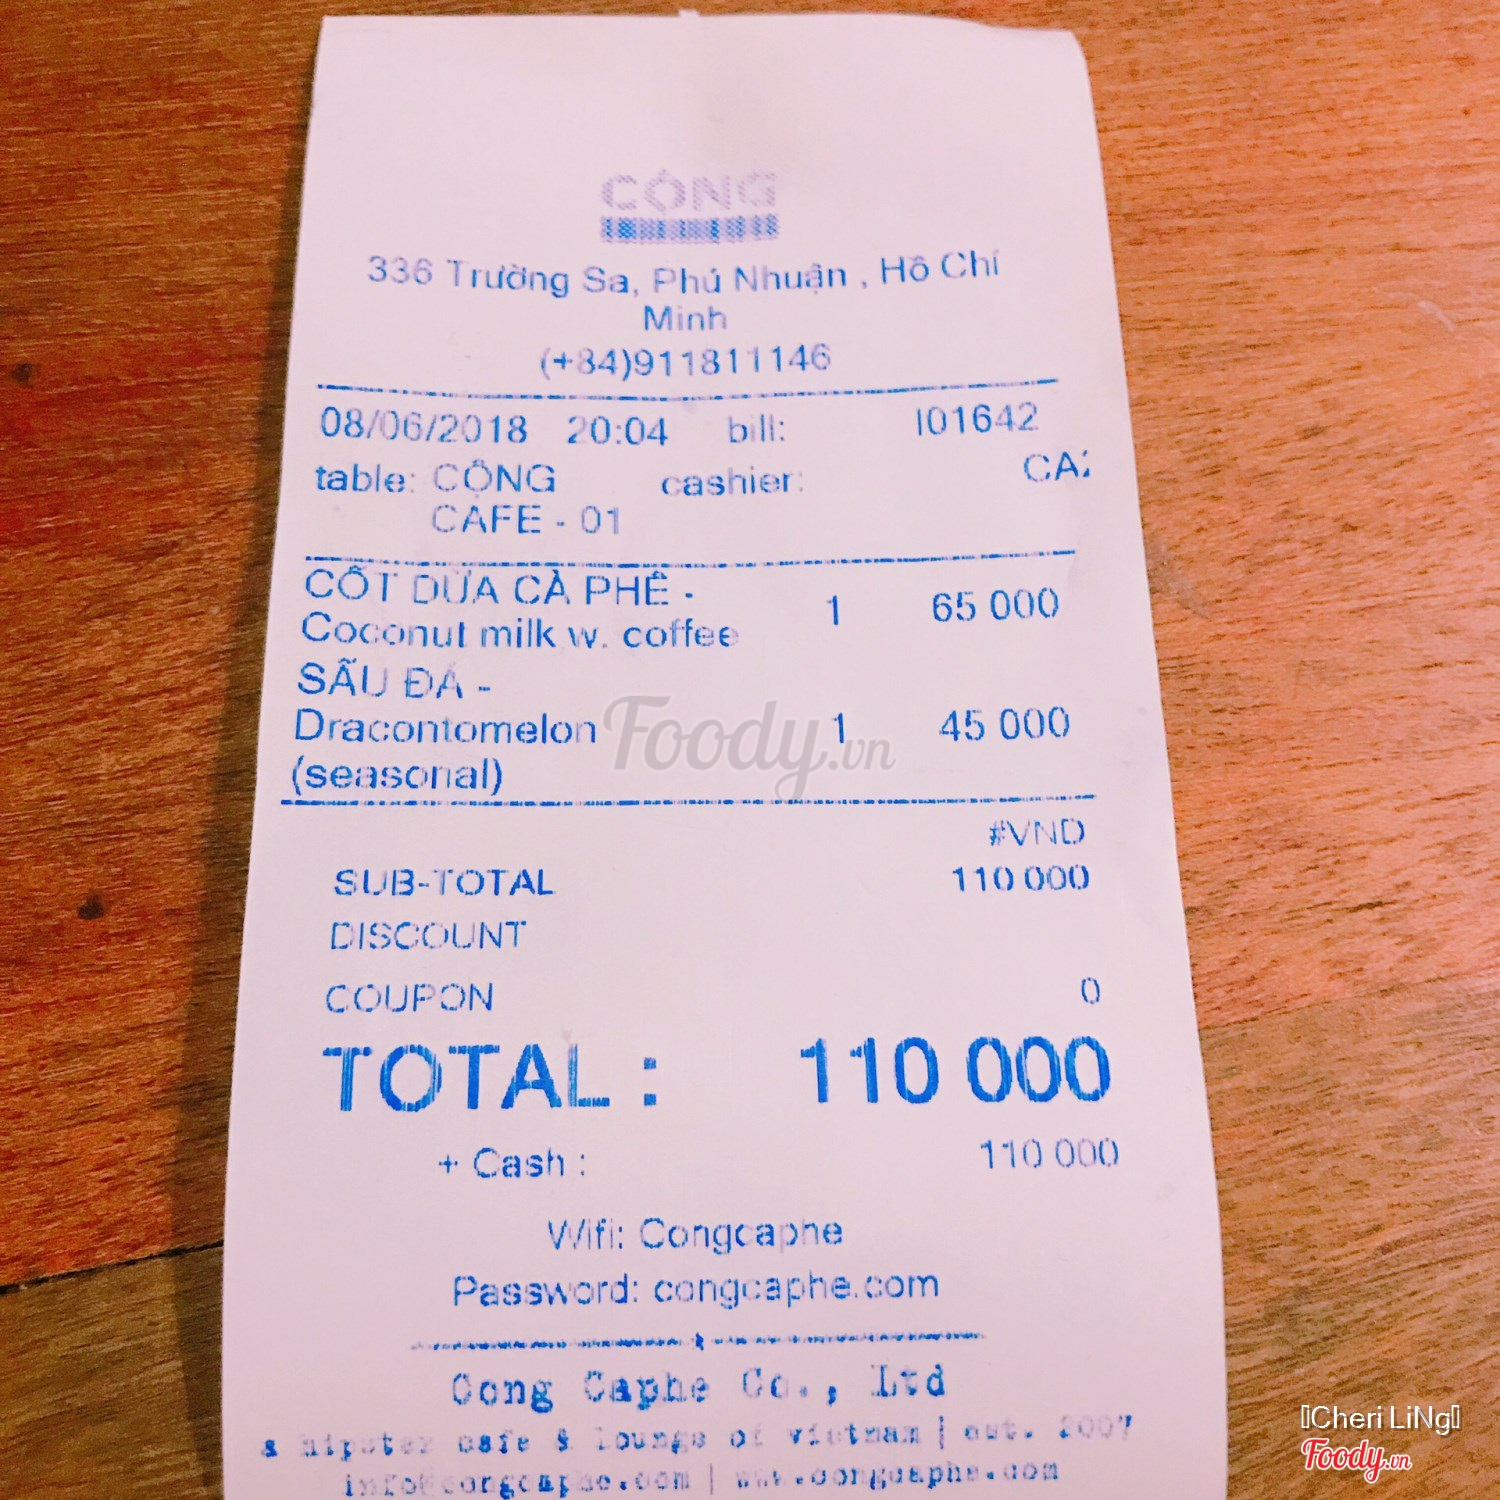 CỘNG
336 Trường Sa, Phú Nhuận , Hồ Chí
Minh
(+84)911811146
08/06/2018 20:04 bill: I01642
table: CỘNG cashier: CA
CAFE - 01
CỐT DỪA CÀ PHÊ -
Coconut milk w. coffee 1 65 000
SẤU ĐÁ -
Dracontomelon 1 45 000
(seasonal)
Foody.vn
#VND
SUB-TOTAL 110 000
DISCOUNT
COUPON 0
TOTAL : 110 000
+ Cash : 110 000
Wifi: Congcaphe
Password: congcaphe.com
Cong Caphe Co., Ltd
a hipster cafe & lounge of vietnam | est. 2007
info@congcaphe.com | www.congcaphe.com
Cheri LiNg
Foody.vn